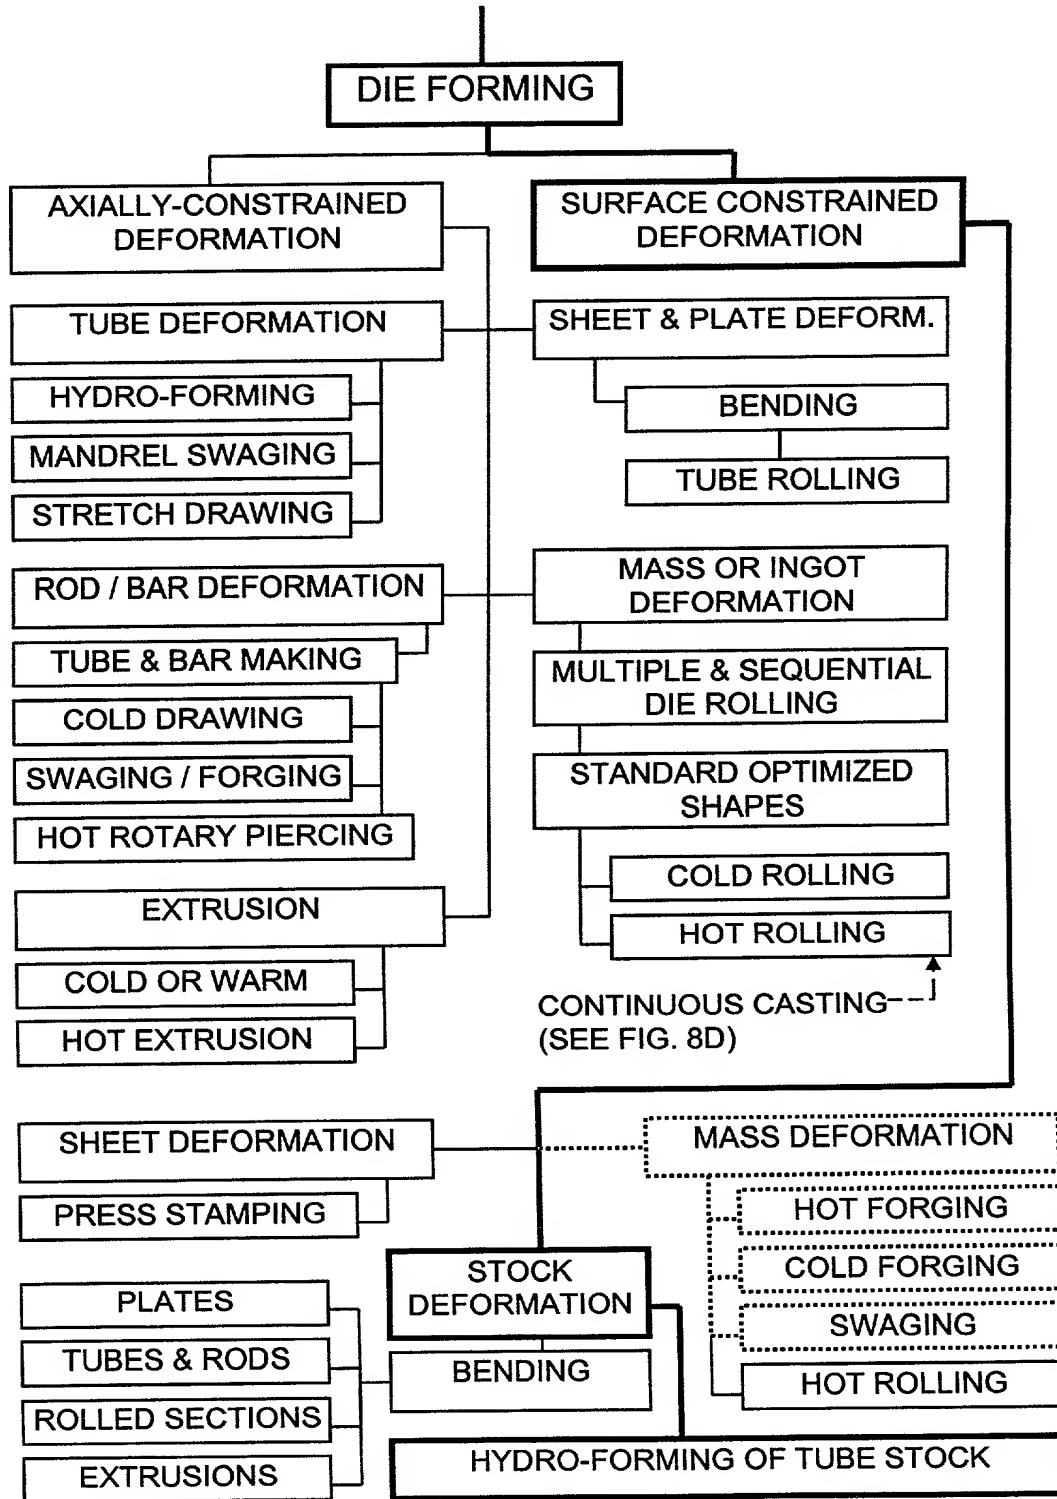 DIE FORMING
AXIALLY-CONSTRAINED
DEFORMATION
SURFACE CONSTRAINED
DEFORMATION
TUBE DEFORMATION
HYDRO-FORMING
MANDREL SWAGING
STRETCH DRAWING
SHEET & PLATE DEFORM.
BENDING
TUBE ROLLING
ROD / BAR DEFORMATION
TUBE & BAR MAKING
COLD DRAWING
SWAGING / FORGING
HOT ROTARY PIERCING
MASS OR INGOT
DEFORMATION
MULTIPLE & SEQUENTIAL
DIE ROLLING
STANDARD OPTIMIZED
SHAPES
COLD ROLLING
HOT ROLLING
CONTINUOUS CASTING
(SEE FIG. 8D)
EXTRUSION
COLD OR WARM
HOT EXTRUSION
SHEET DEFORMATION
PRESS STAMPING
MASS DEFORMATION
HOT FORGING
COLD FORGING
SWAGING
HOT ROLLING
STOCK
DEFORMATION
BENDING
PLATES
TUBES & RODS
ROLLED SECTIONS
EXTRUSIONS
HYDRO-FORMING OF TUBE STOCK